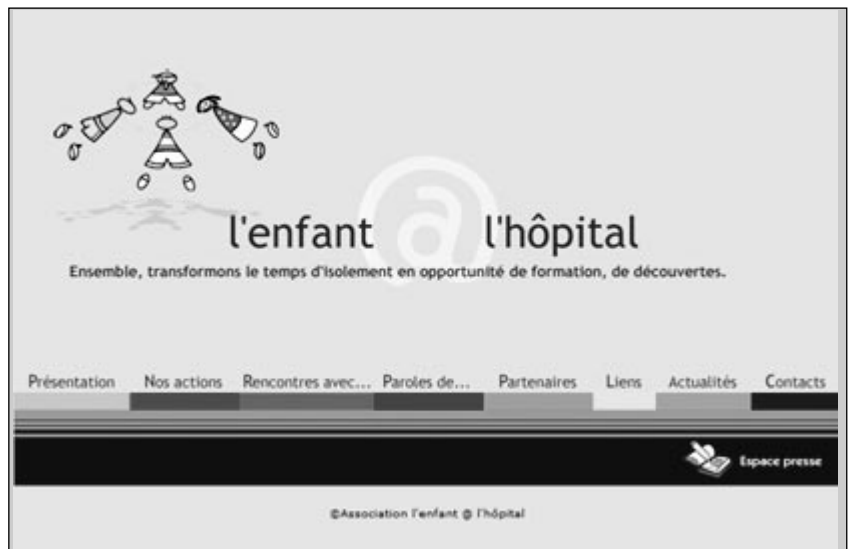 l'enfant @ l'hôpital
Ensemble, transformons le temps d'isolement en opportunité de formation, de découvertes.
Présentation Nos actions Rencontres avec... Paroles de... Partenaires Liens Actualités Contacts
Espace presse
©Association l'enfant @ l'hôpital